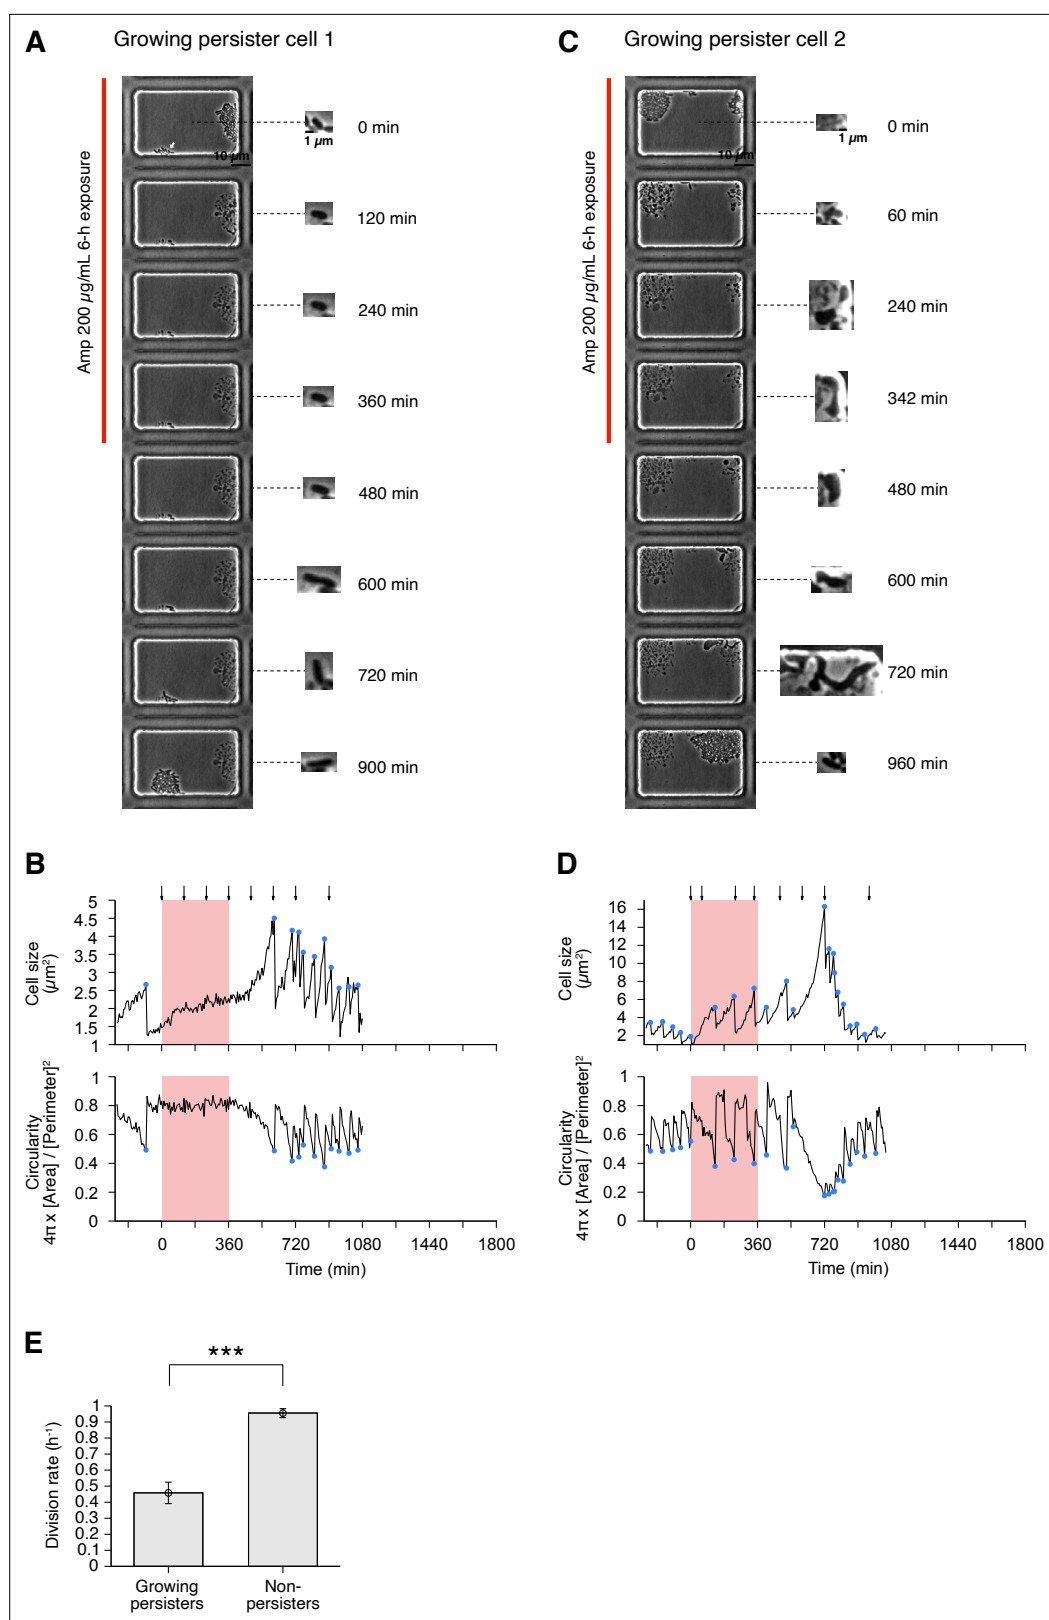 A
Growing persister cell 1
Amp 200 µg/mL 6-h exposure
10 µm
1 µm
0 min
120 min
240 min
360 min
480 min
600 min
720 min
900 min
C
Growing persister cell 2
Amp 200 µg/mL 6-h exposure
10 µm
1 µm
0 min
60 min
240 min
342 min
480 min
600 min
720 min
960 min
B
Cell size
(µm²)
5
4.5
3.5
3
2.5
2
1.5
1
Circularity
4π x [Area] / [Perimeter]²
1
0.8
0.6
0.4
0.2
0
0 360 720 1080 1440 1800
Time (min)
D
Cell size
(µm²)
16
14
12
10
8
6
4
2
Circularity
4π x [Area] / [Perimeter]²
1
0.8
0.6
0.4
0.2
0
0 360 720 1080 1440 1800
Time (min)
E
***
Division rate (h⁻¹)
1
0.9
0.8
0.7
0.6
0.5
0.4
0.3
0.2
0.1
0
Growing
persisters
Non-
persisters